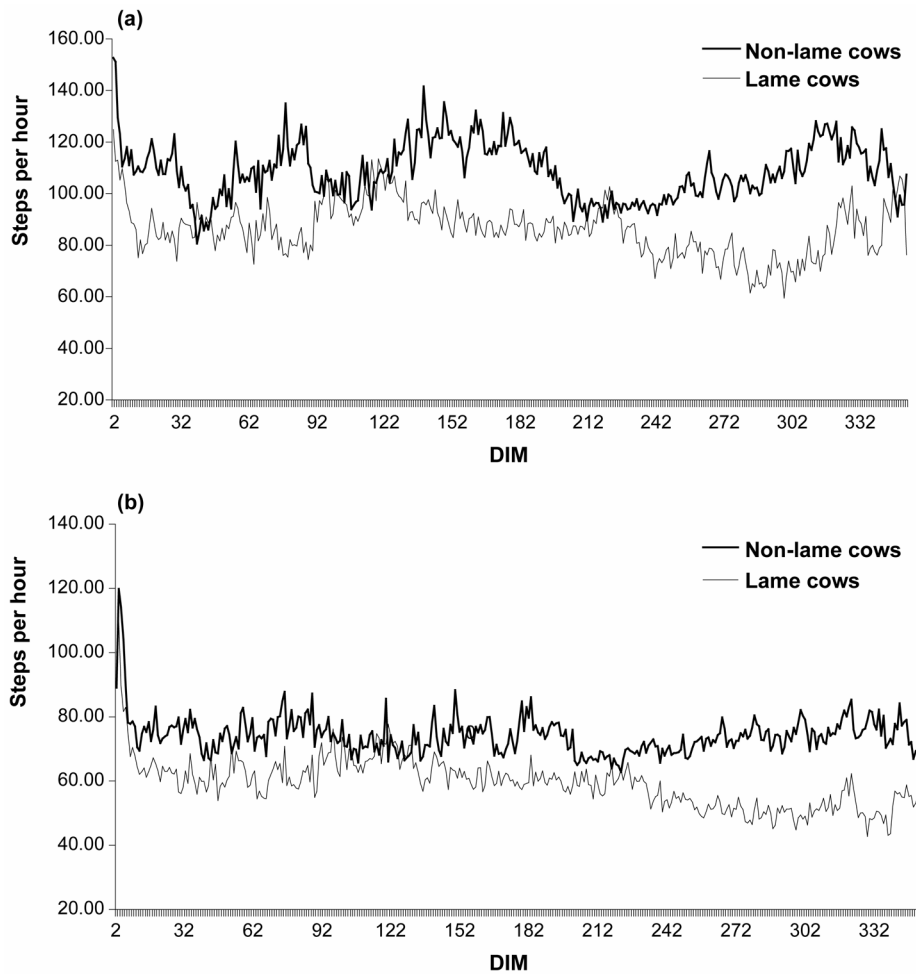 (a)
160.00
140.00
120.00
100.00
80.00
60.00
40.00
20.00
Steps per hour
Non-lame cows
Lame cows
2 32 62 92 122 152 182 212 242 272 302 332
DIM
(b)
140.00
120.00
100.00
80.00
60.00
40.00
20.00
Steps per hour
Non-lame cows
Lame cows
2 32 62 92 122 152 182 212 242 272 302 332
DIM